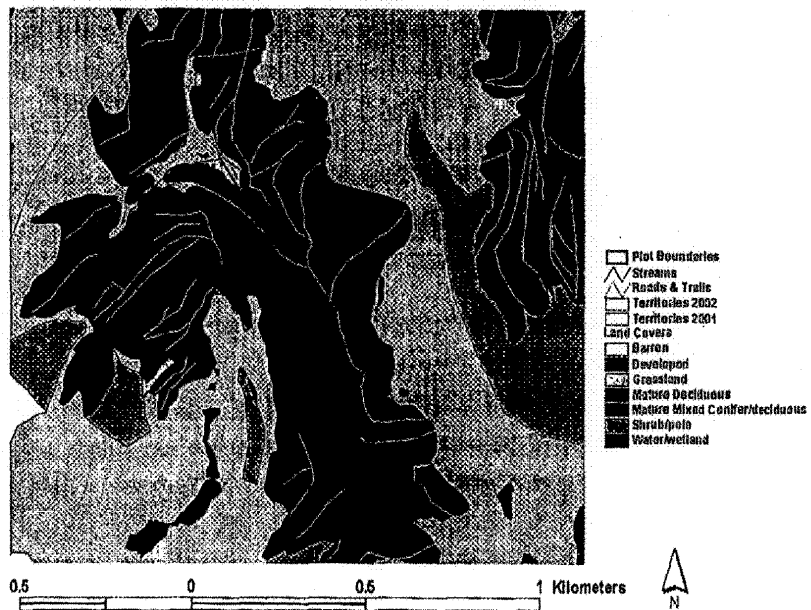 Plot Boundaries
Streams
Roads & Trails
Territories 2002
Territories 2001
Land Covers
Barren
Developed
Grassland
Mature Deciduous
Mature Mixed Conifer/deciduous
Shrub/pole
Water/wetland
0.5 0 0.5 1 Kilometers
N